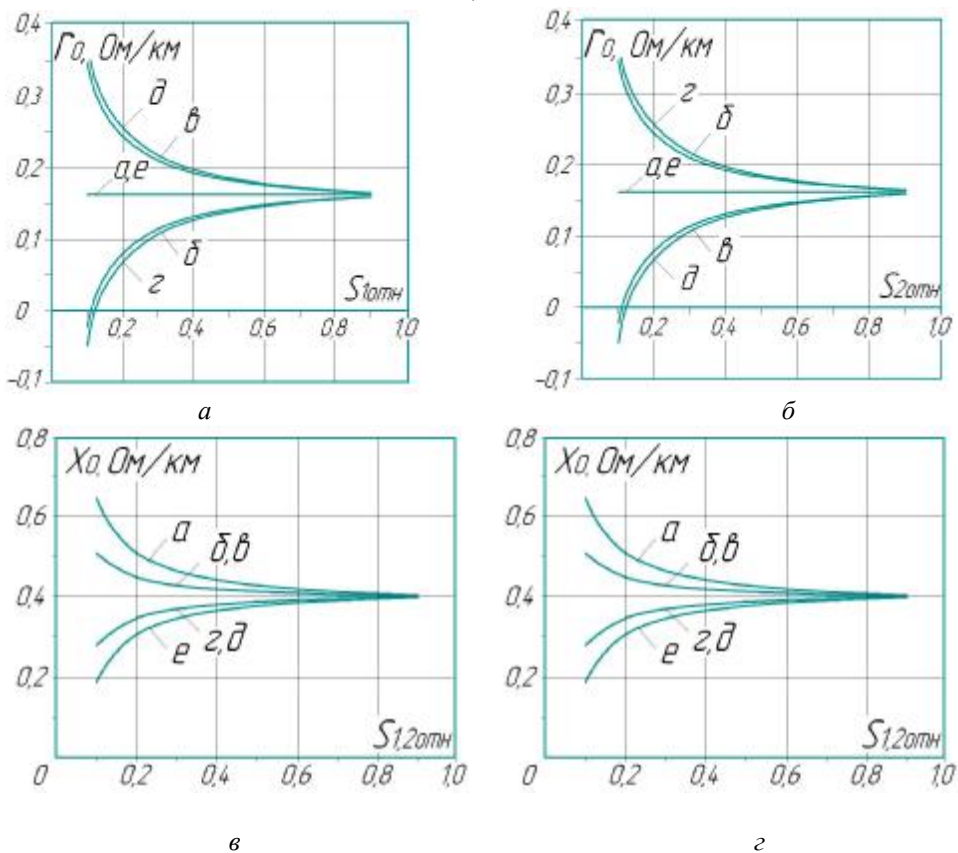 0,4
r0, Ом/км
0,3
д
в
0,2
а,е
0,1
б
г
S1отн
0
0,2 0,4 0,6 0,8 1,0
–0,1
а
0,4
r0, Ом/км
0,3
г
б
0,2
а,е
0,1
в
д
S2отн
0
0,2 0,4 0,6 0,8 1,0
–0,1
б
0,8
X0, Ом/км
0,6
а
б,в
0,4
г,д
е
0,2
S1,2отн
0 0,2 0,4 0,6 0,8 1,0
в
0,8
X0, Ом/км
0,6
а
б,в
0,4
г,д
е
0,2
S1,2отн
0 0,2 0,4 0,6 0,8 1,0
г